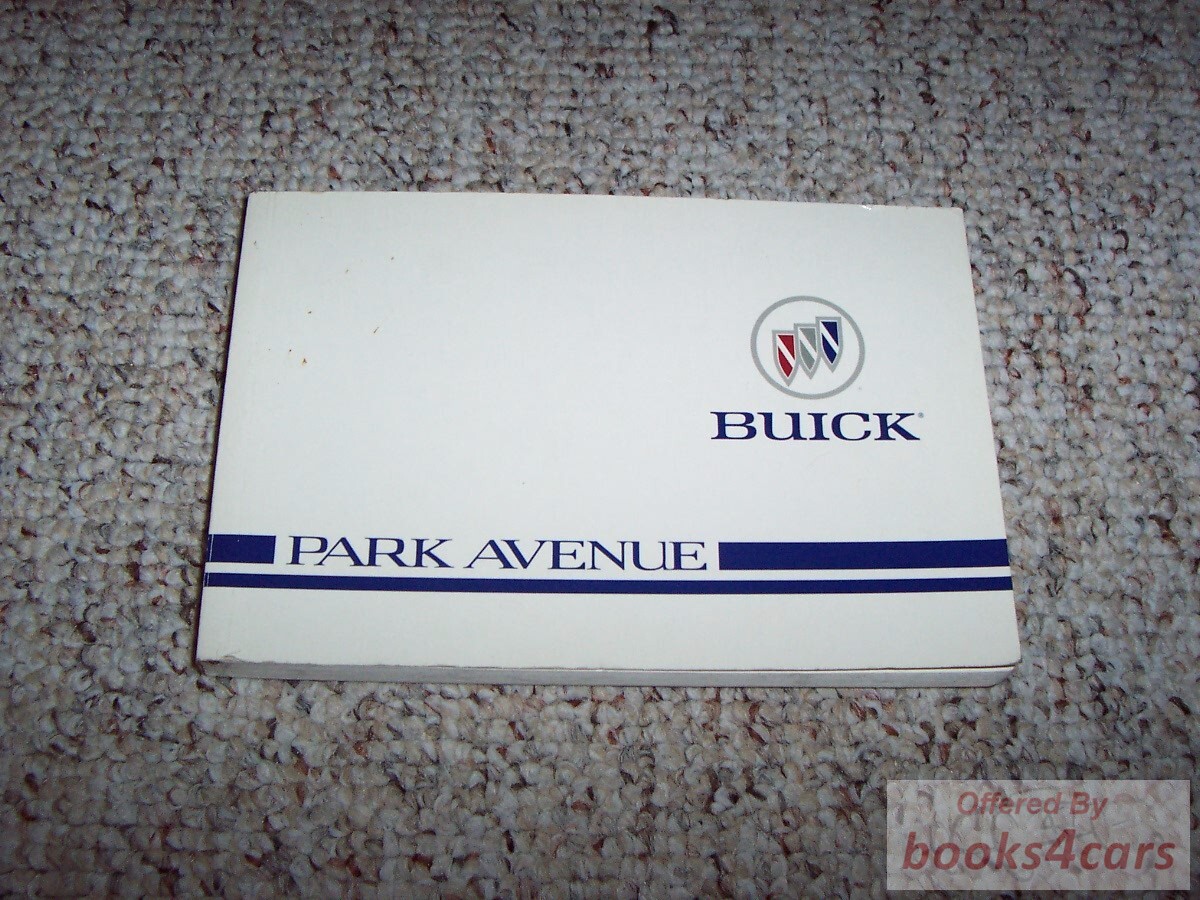 BUICK®
PARK AVENUE
Offered By
books4cars